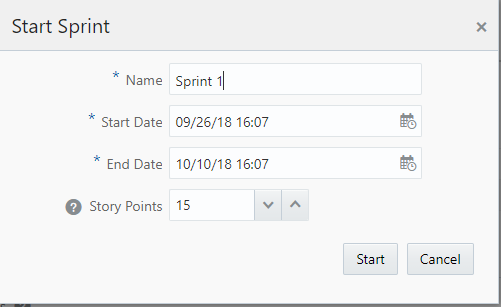 Start Sprint
* Name Sprint 1
* Start Date 09/26/18 16:07
* End Date 10/10/18 16:07
Story Points 15
Start Cancel